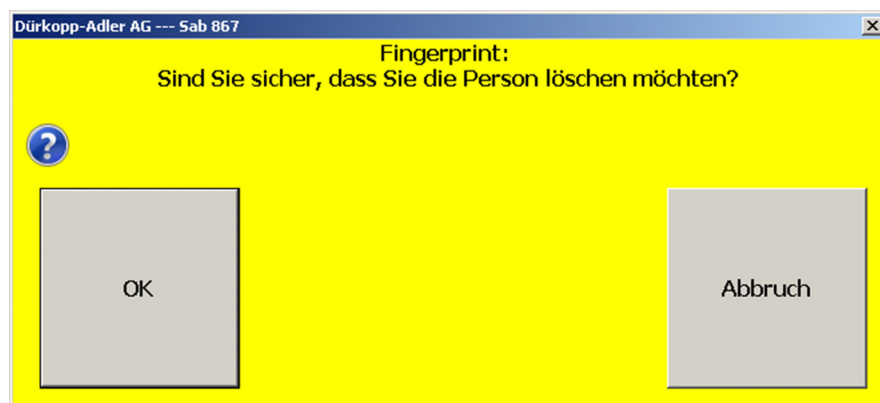 Dürkopp-Adler AG --- Sab 867
Fingerprint:
Sind Sie sicher, dass Sie die Person löschen möchten?
OK
Abbruch